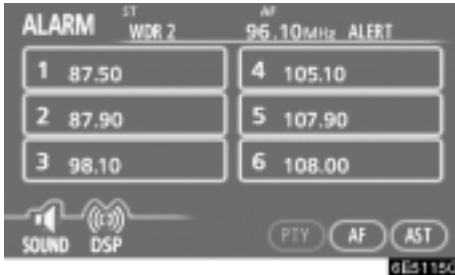 ALARM ST WDR 2 AF 96.10MHz ALERT
1 87.50
4 105.10
2 87.90
5 107.90
3 98.10
6 108.00
SOUND DSP PTY AF AST
6E5115C